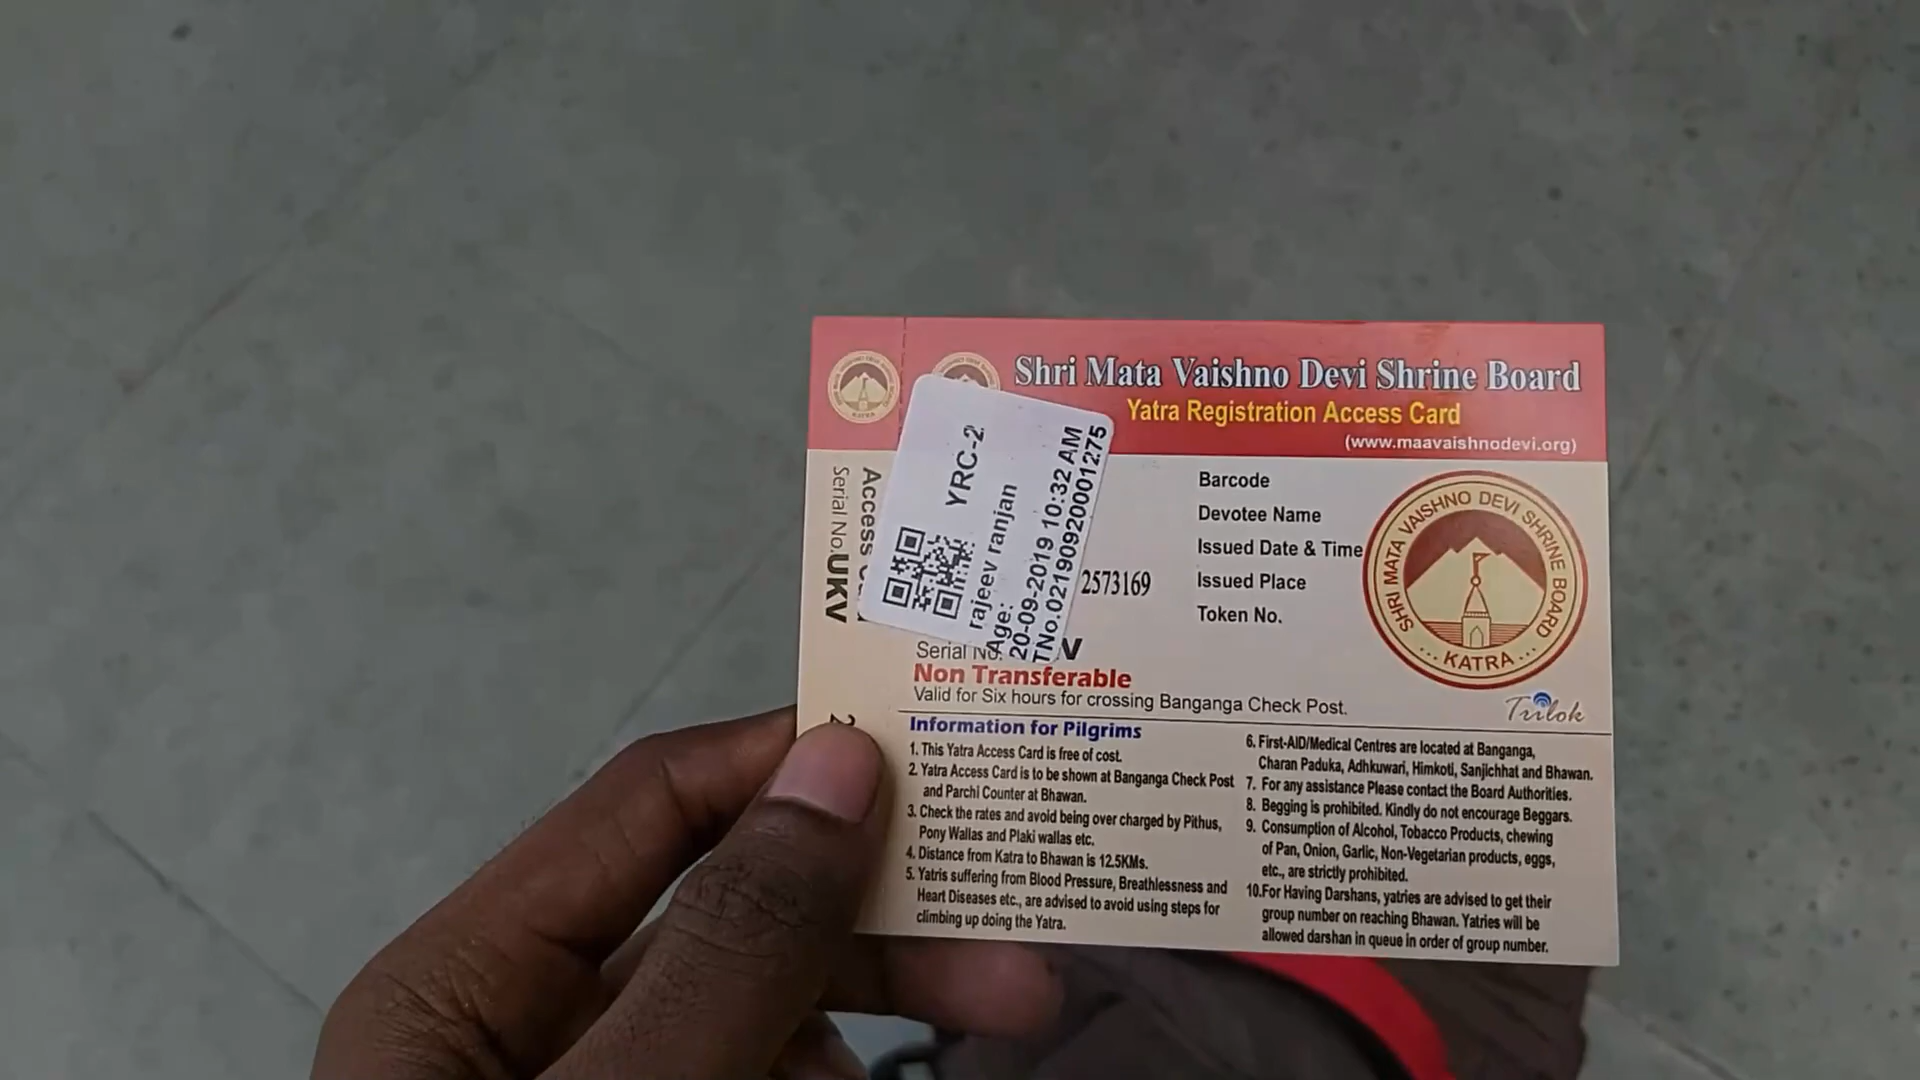 Shri Mata Vaishno Devi Shrine Board
Yatra Registration Access Card
(www.maavaishnodevi.org)
KATRA
Access
Serial No. UKV
2
YRC-2
rajeev ranjan
Age:
20-09-2019 10:32 AM
TNo.02190920001275
2573169
Barcode
Devotee Name
Issued Date & Time
Issued Place
Token No.
SHRI MATA VAISHNO DEVI SHRINE BOARD
... KATRA ...
Trilok
Serial No. V
Non Transferable
Valid for Six hours for crossing Banganga Check Post.
Information for Pilgrims
1. This Yatra Access Card is free of cost.
2. Yatra Access Card is to be shown at Banganga Check Post
and Parchi Counter at Bhawan.
3. Check the rates and avoid being over charged by Pithus,
Pony Wallas and Plaki wallas etc.
4. Distance from Katra to Bhawan is 12.5KMs.
5. Yatris suffering from Blood Pressure, Breathlessness and
Heart Diseases etc., are advised to avoid using steps for
climbing up doing the Yatra.
6. First-AID/Medical Centres are located at Banganga,
Charan Paduka, Adhkuwari, Himkoti, Sanjichhat and Bhawan.
7. For any assistance Please contact the Board Authorities.
8. Begging is prohibited. Kindly do not encourage Beggars.
9. Consumption of Alcohol, Tobacco Products, chewing
of Pan, Onion, Garlic, Non-Vegetarian products, eggs,
etc., are strictly prohibited.
10.For Having Darshans, yatries are advised to get their
group number on reaching Bhawan. Yatries will be
allowed darshan in queue in order of group number.